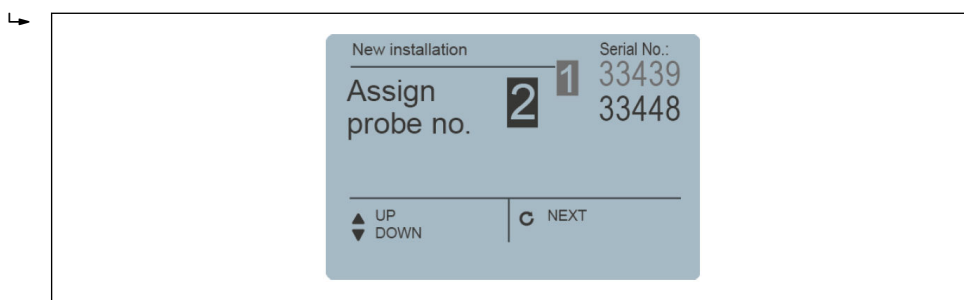 New installation
Serial No.:
1 33439
Assign probe no. 2 33448
UP
DOWN
NEXT